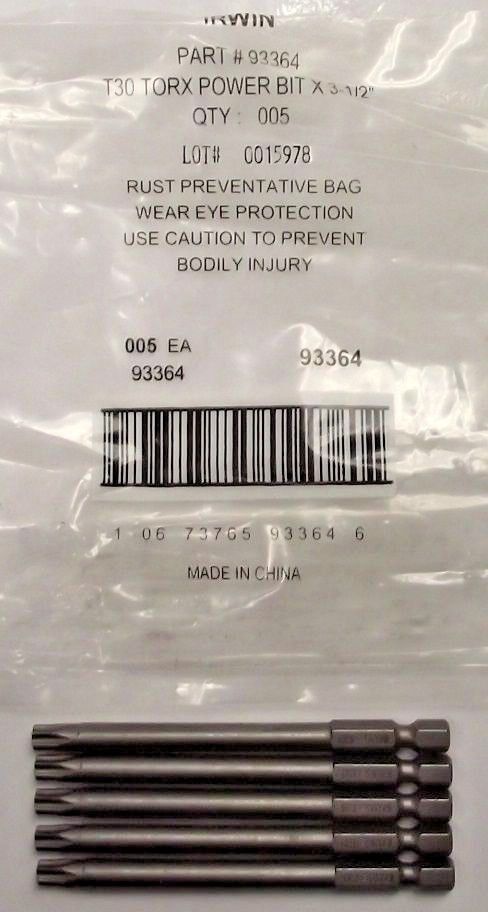 IRWIN
PART # 93364
T30 TORX POWER BIT X 3-1/2"
QTY : 005
LOT# 0015978
RUST PREVENTATIVE BAG
WEAR EYE PROTECTION
USE CAUTION TO PREVENT
BODILY INJURY
005 EA 93364
93364
1 06 73765 93364 6
MADE IN CHINA